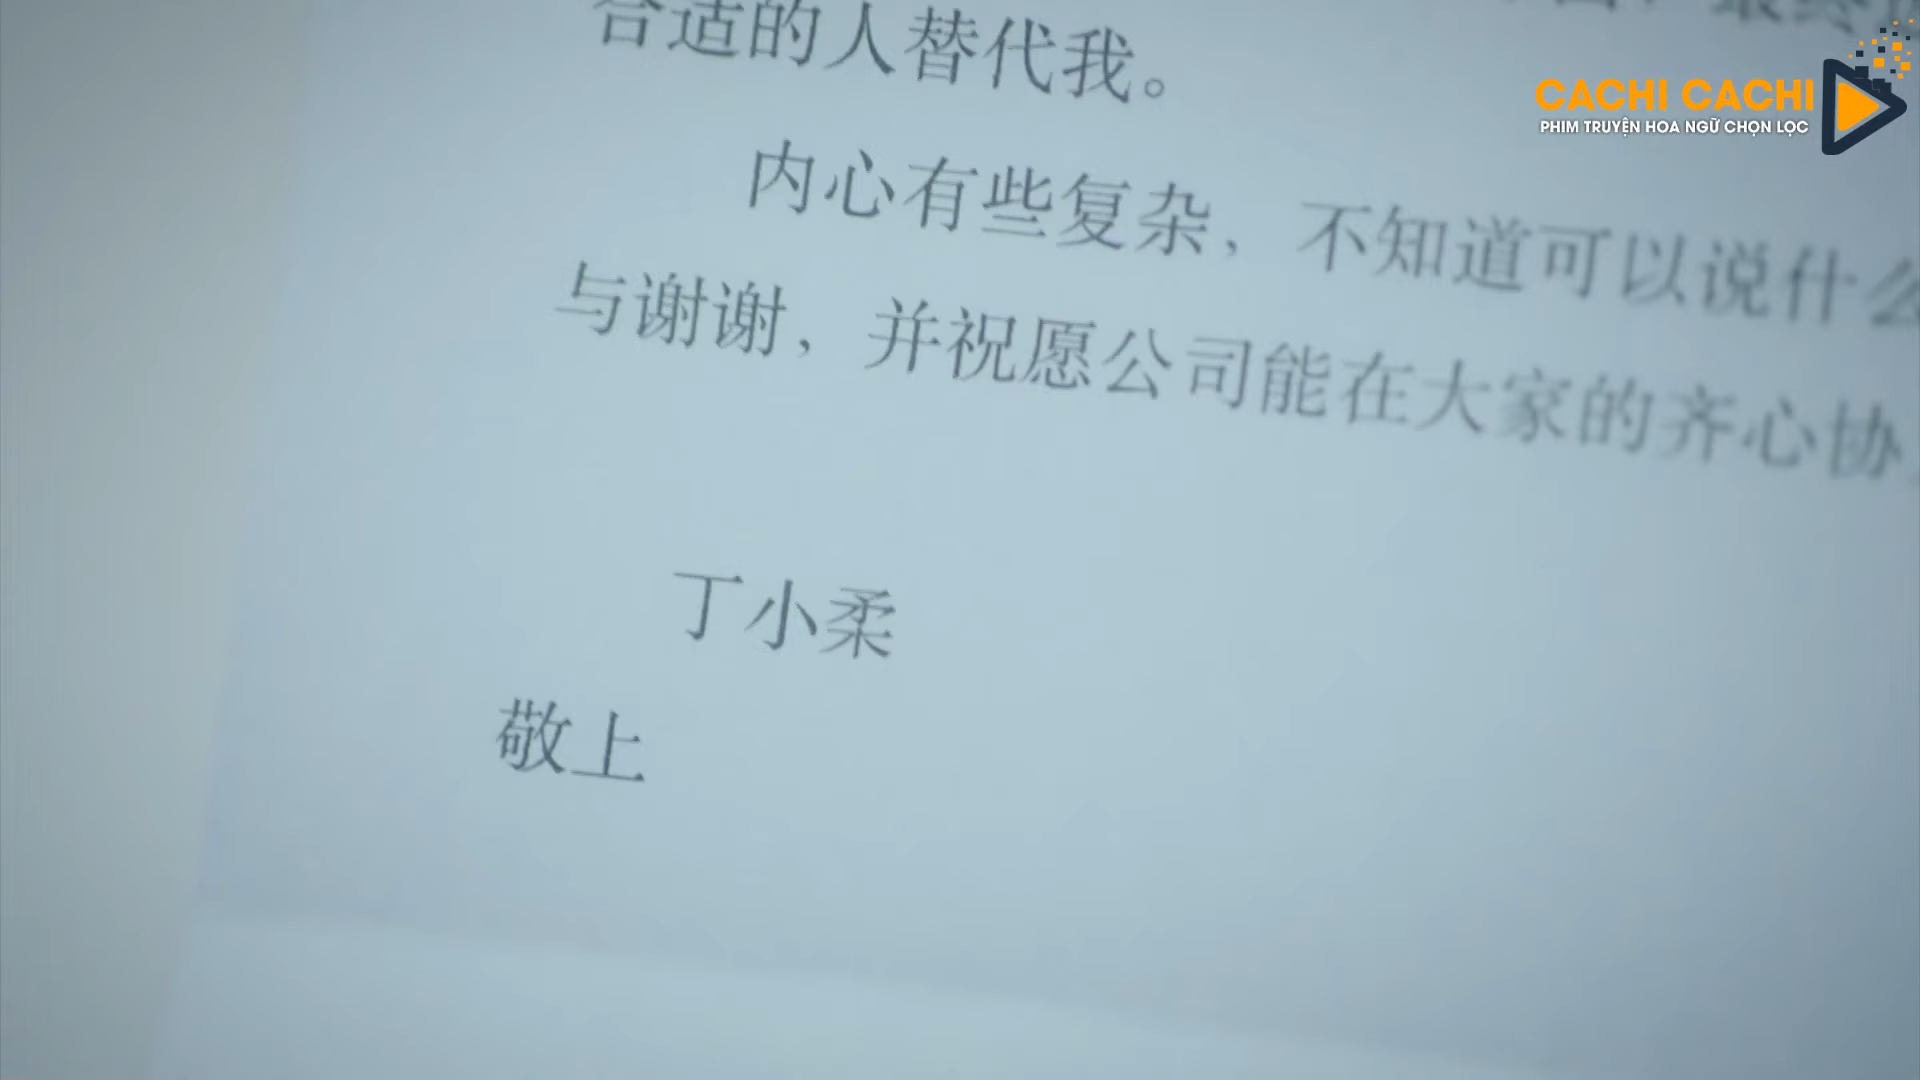 最终
合适的人替代我。
内心有些复杂，不知道可以说什么
与谢谢，并祝愿公司能在大家的齐心协
丁小柔
敬上
CACHI CACHI
PHIM TRUYỆN HOA NGỮ CHỌN LỌC